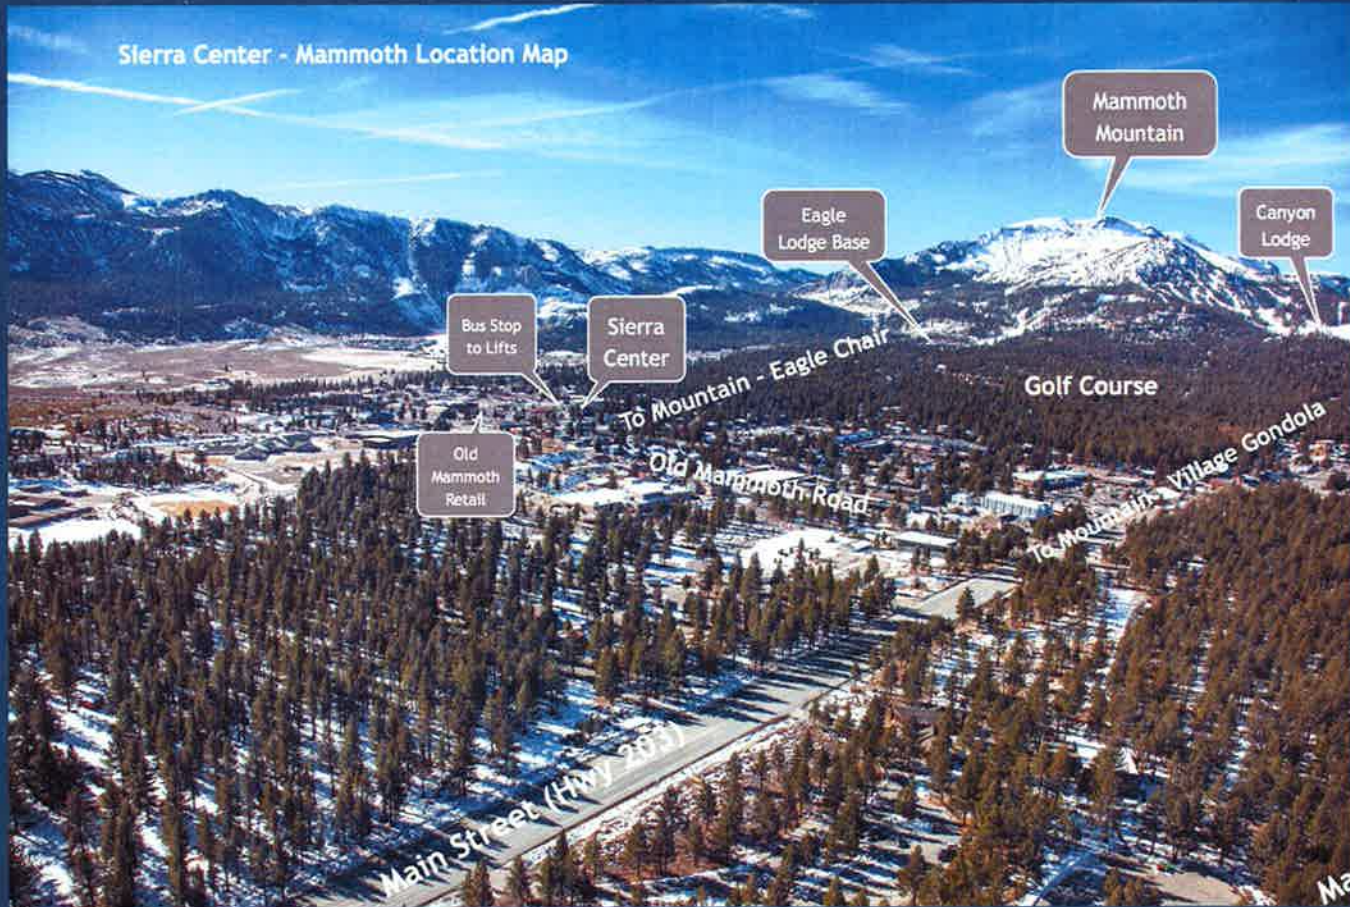 Sierra Center - Mammoth Location Map
Mammoth
Mountain
Eagle
Lodge Base
Canyon
Lodge
Bus Stop
to Lifts
Sierra
Center
To Mountain - Eagle Chair
Golf Course
Old
Mammoth
Retail
Old Mammoth Road
To Mountain - Village Gondola
Main Street (Hwy 203)
Ma